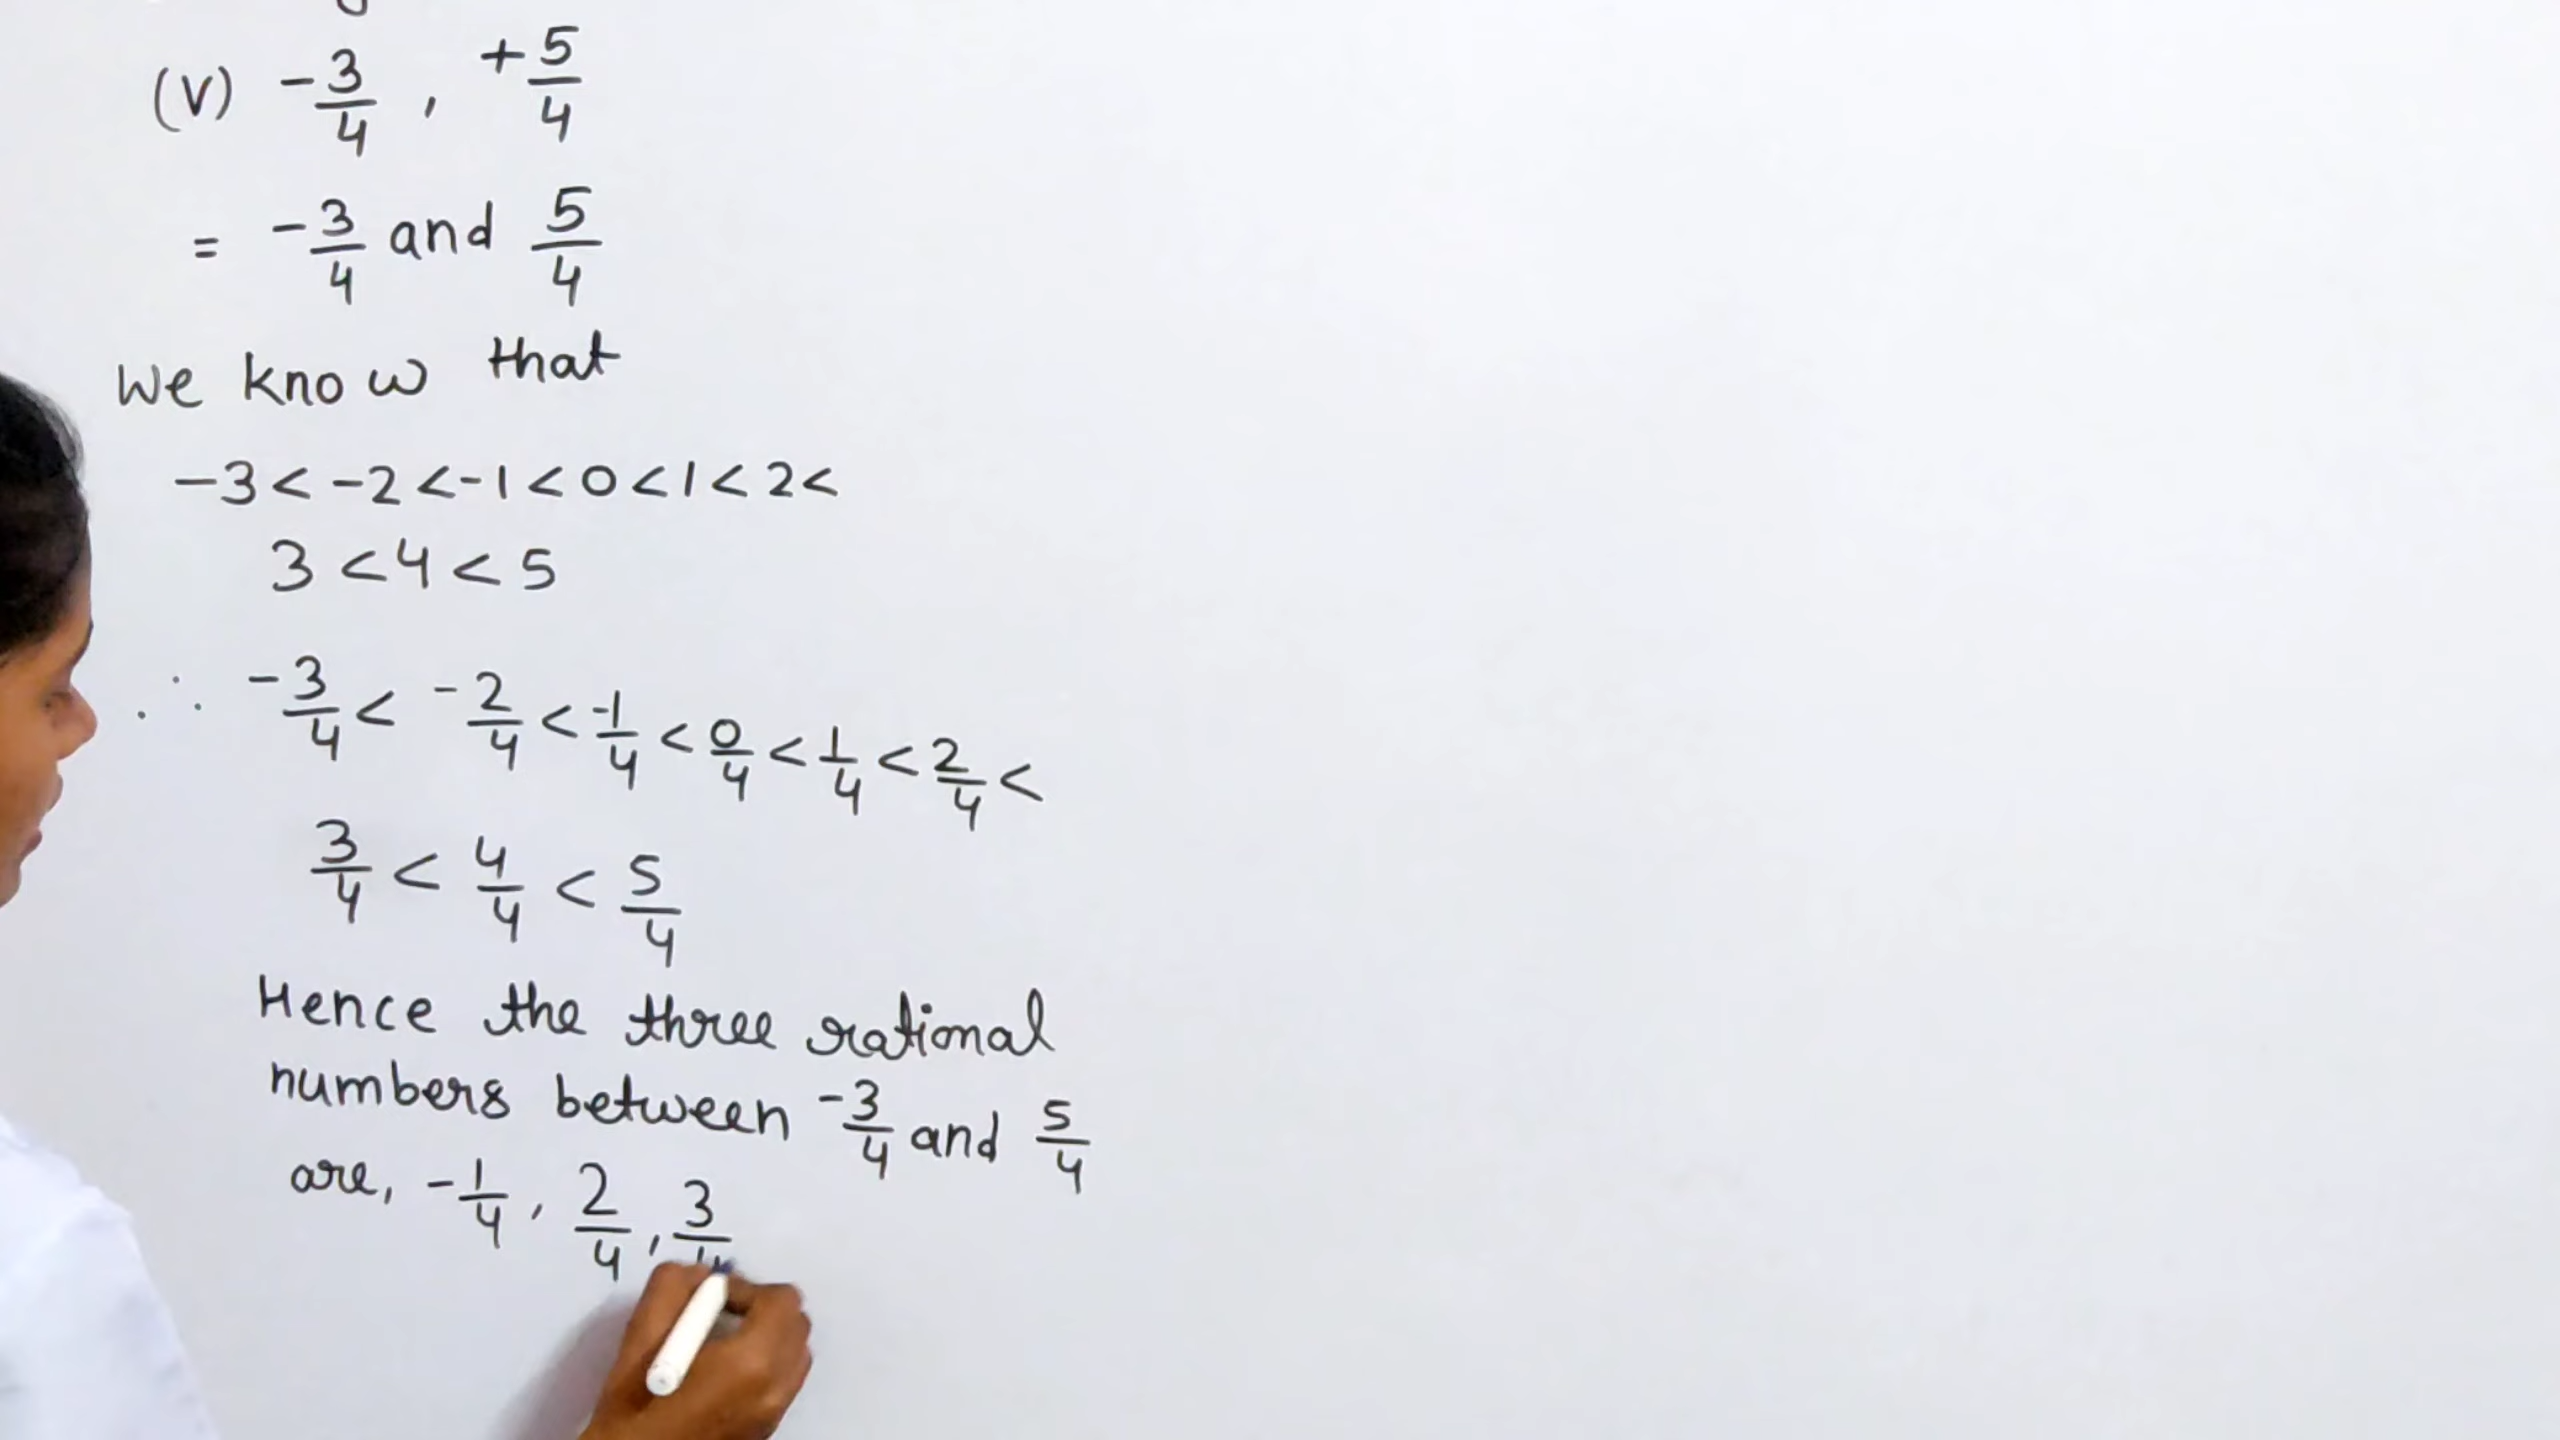 (V) -3/4 , +5/4
= -3/4 and 5/4
We know that
-3 < -2 < -1 < 0 < 1 < 2 <
3 < 4 < 5
∴ -3/4 < -2/4 < -1/4 < 0/4 < 1/4 < 2/4 <
3/4 < 4/4 < 5/4
Hence the three rational
numbers between -3/4 and 5/4
are, -1/4 , 2/4 , 3/4